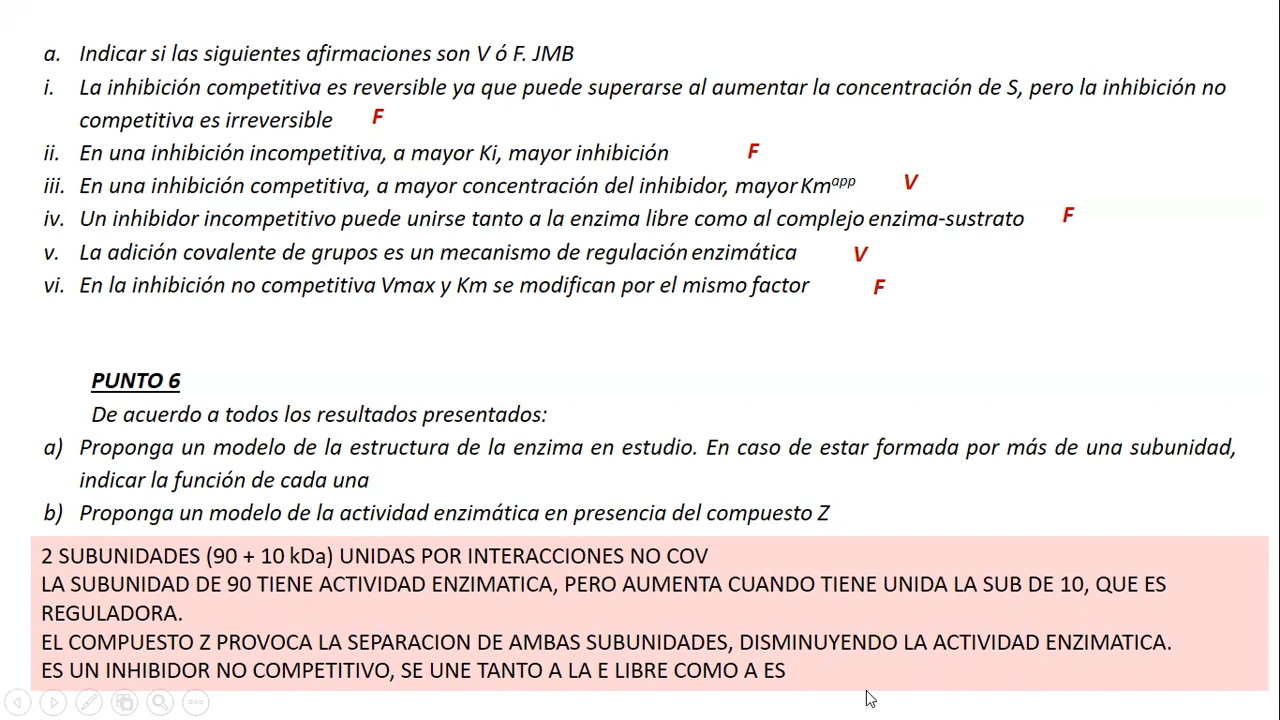 a. Indicar si las siguientes afirmaciones son V ó F. JMB
i. La inhibición competitiva es reversible ya que puede superarse al aumentar la concentración de S, pero la inhibición no
competitiva es irreversible F
ii. En una inhibición incompetitiva, a mayor Ki, mayor inhibición F
iii. En una inhibición competitiva, a mayor concentración del inhibidor, mayor Kmapp V
iv. Un inhibidor incompetitivo puede unirse tanto a la enzima libre como al complejo enzima-sustrato F
v. La adición covalente de grupos es un mecanismo de regulación enzimática V
vi. En la inhibición no competitiva Vmax y Km se modifican por el mismo factor F
PUNTO 6
De acuerdo a todos los resultados presentados:
a) Proponga un modelo de la estructura de la enzima en estudio. En caso de estar formada por más de una subunidad,
indicar la función de cada una
b) Proponga un modelo de la actividad enzimática en presencia del compuesto Z
2 SUBUNIDADES (90 + 10 kDa) UNIDAS POR INTERACCIONES NO COV
LA SUBUNIDAD DE 90 TIENE ACTIVIDAD ENZIMATICA, PERO AUMENTA CUANDO TIENE UNIDA LA SUB DE 10, QUE ES
REGULADORA.
EL COMPUESTO Z PROVOCA LA SEPARACION DE AMBAS SUBUNIDADES, DISMINUYENDO LA ACTIVIDAD ENZIMATICA.
ES UN INHIBIDOR NO COMPETITIVO, SE UNE TANTO A LA E LIBRE COMO A ES